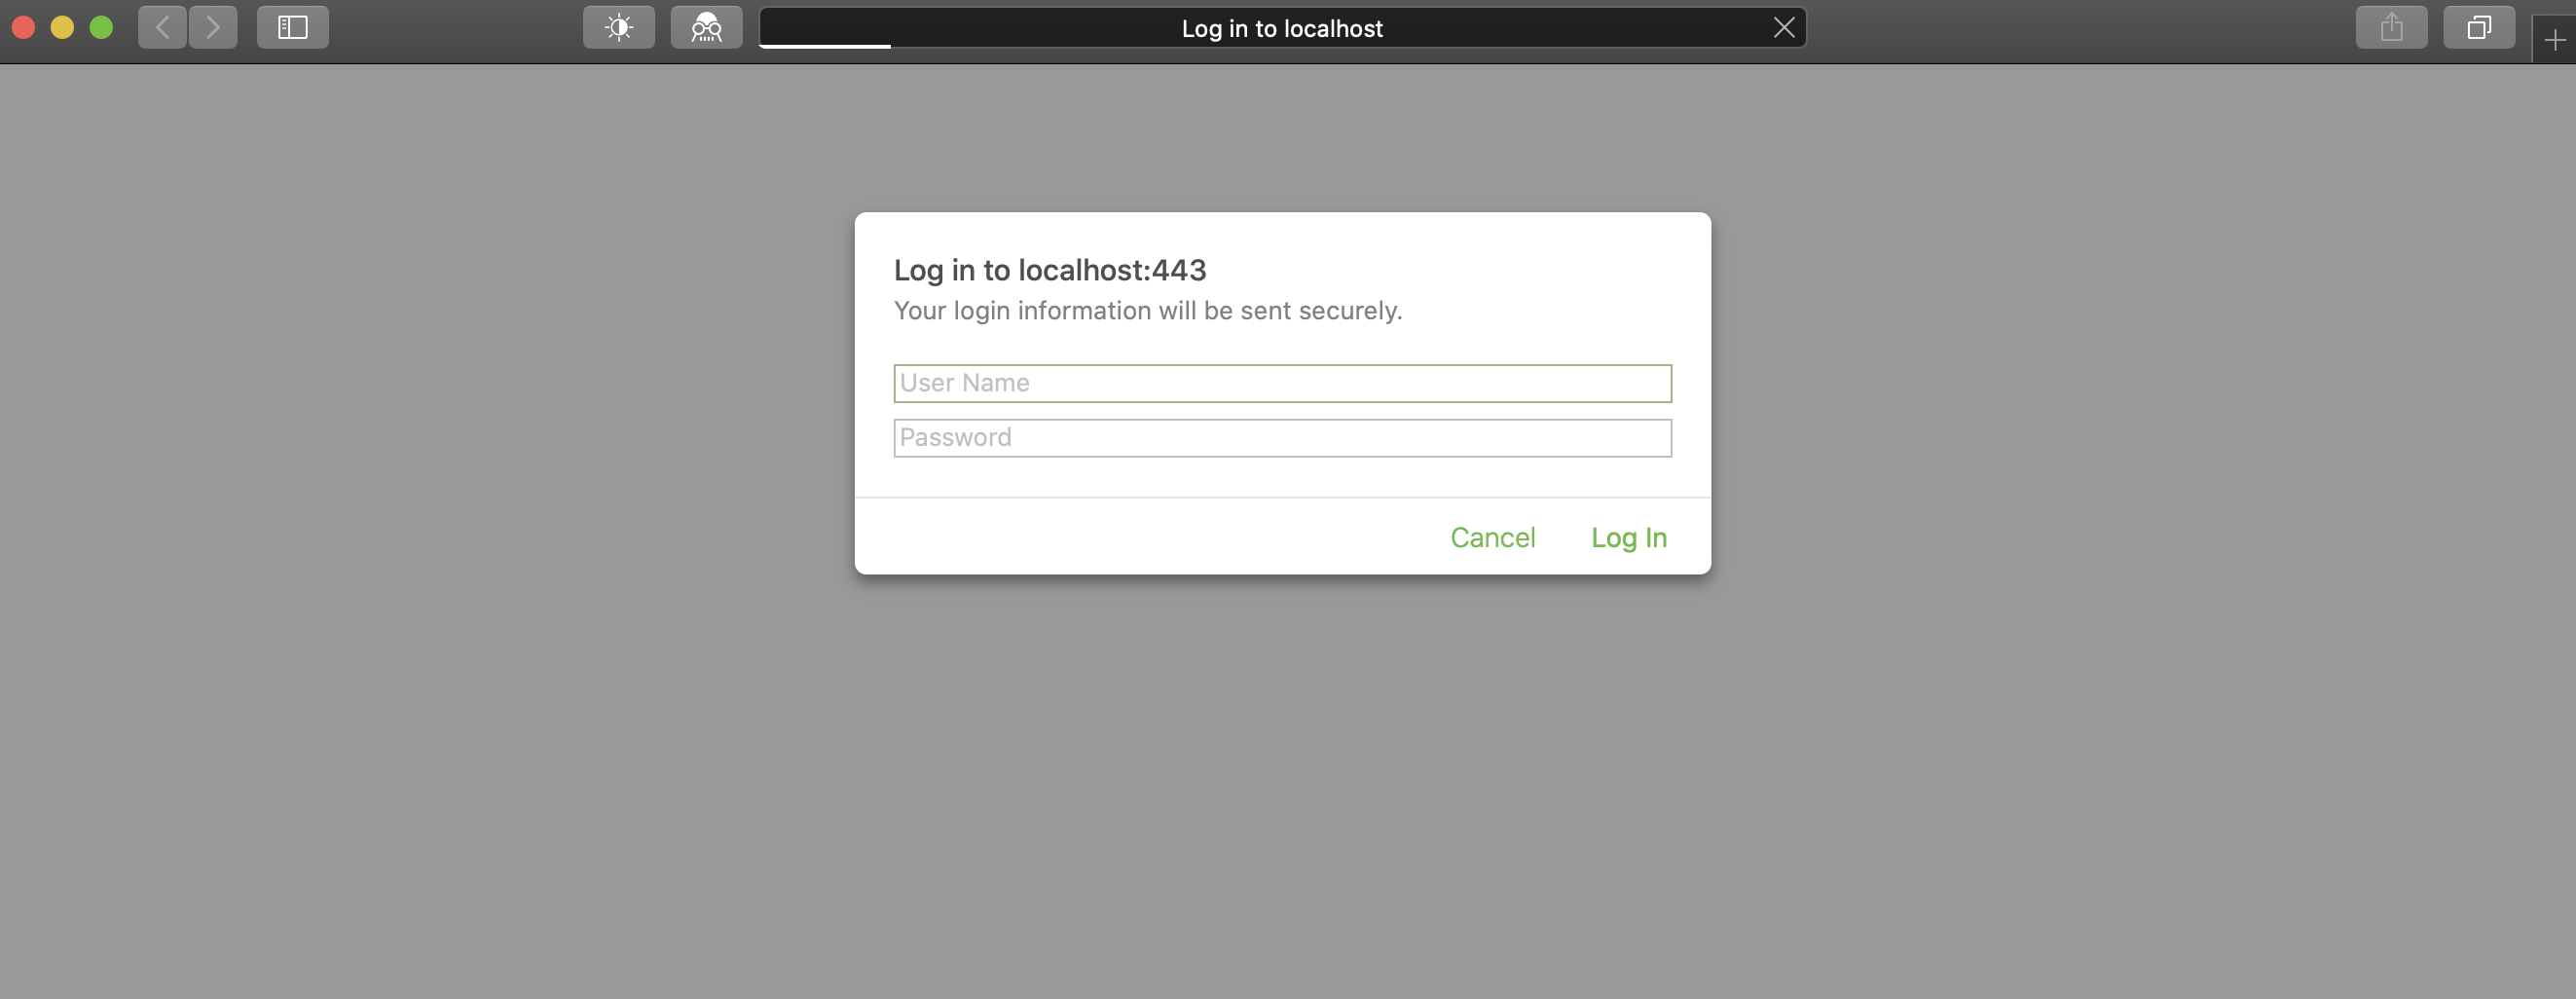 Log in to localhost
Log in to localhost:443
Your login information will be sent securely.
User Name
Password
Cancel Log In